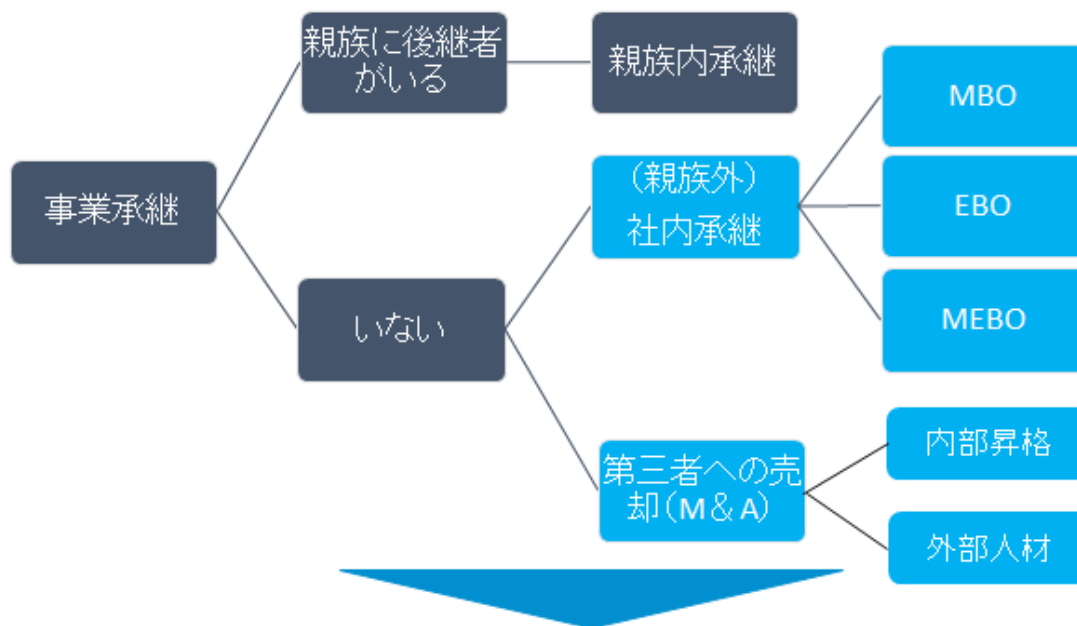 親族に後継者
がいる
親族内承継
MBO
事業承継
（親族外）
社内承継
EBO
いない
MEBO
第三者への売
却（M＆A）
内部昇格
外部人材